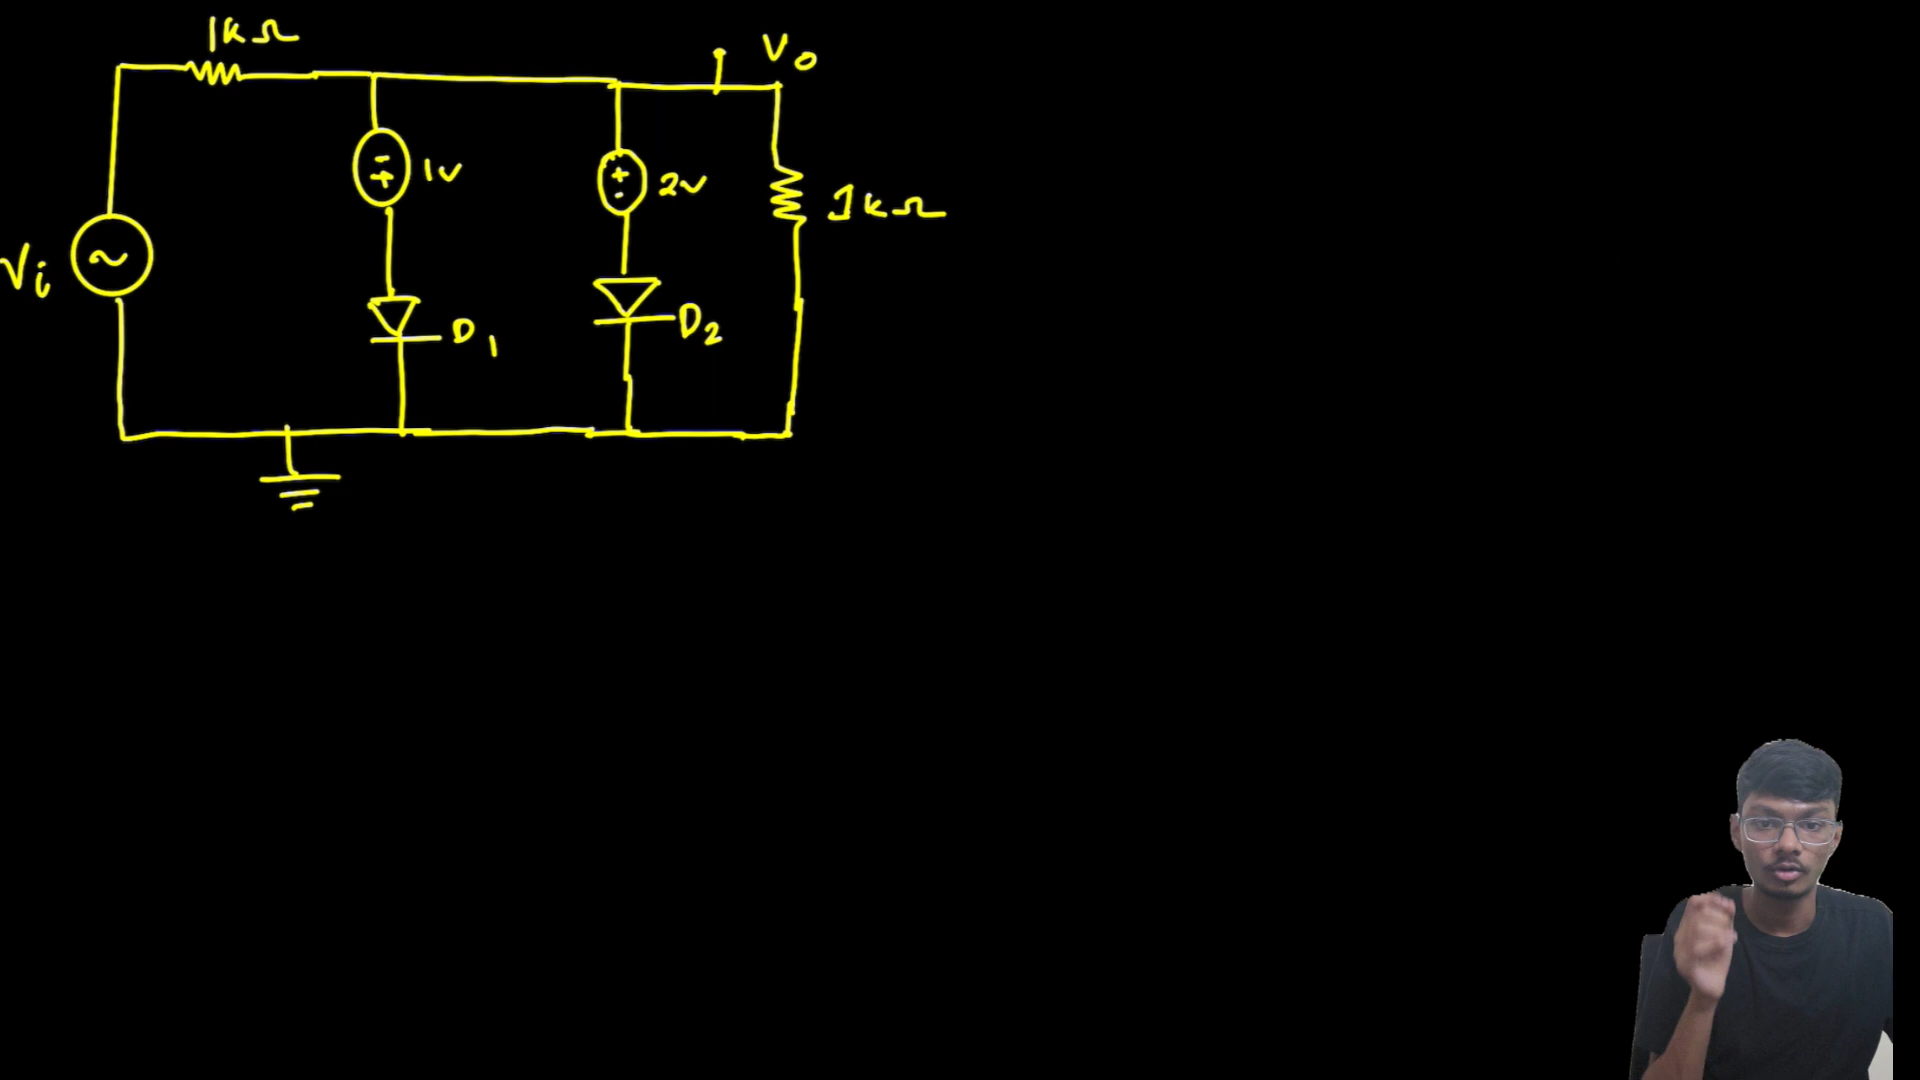 1kΩ
Vo
- +
1v
+ -
2v
1kΩ
Vi
~
D1
D2